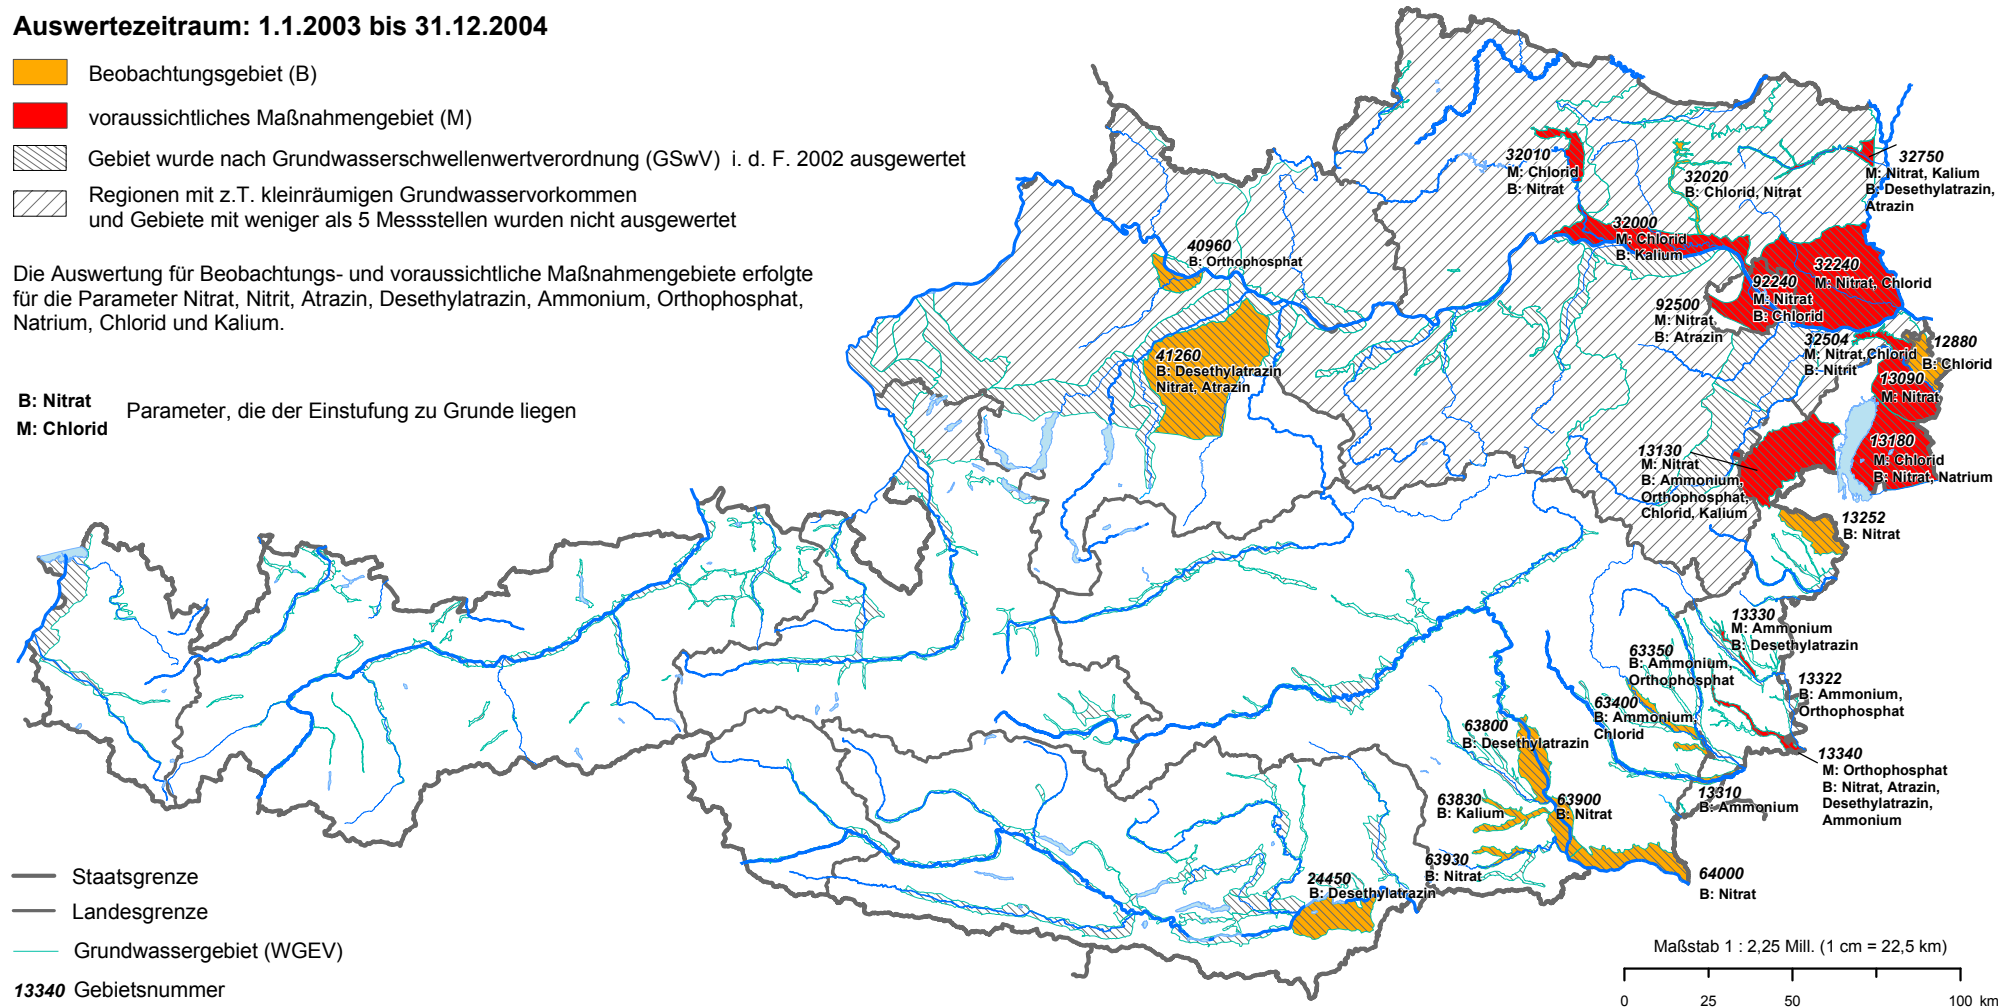 Auswertezeitraum: 1.1.2003 bis 31.12.2004
Beobachtungsgebiet (B)
voraussichtliches Maßnahmengebiet (M)
Gebiet wurde nach Grundwasserschwellenwertverordnung (GSwV) i. d. F. 2002 ausgewertet
Regionen mit z.T. kleinräumigen Grundwasservorkommen
und Gebiete mit weniger als 5 Messstellen wurden nicht ausgewertet
Die Auswertung für Beobachtungs- und voraussichtliche Maßnahmengebiete erfolgte
für die Parameter Nitrat, Nitrit, Atrazin, Desethylatrazin, Ammonium, Orthophosphat,
Natrium, Chlorid und Kalium.
B: Nitrat
M: Chlorid
Parameter, die der Einstufung zu Grunde liegen
32010
M: Chlorid
B: Nitrat
32020
B: Chlorid, Nitrat
32750
M: Nitrat, Kalium
B: Desethylatrazin,
Atrazin
32000
M: Chlorid
B: Kalium
40960
B: Orthophosphat
32240
M: Nitrat, Chlorid
92240
M: Nitrat
B: Chlorid
92500
M: Nitrat
B: Atrazin
32504
M: Nitrat,Chlorid
B: Nitrit
12880
B: Chlorid
41260
B: Desethylatrazin
Nitrat, Atrazin
13090
M: Nitrat
13180
M: Chlorid
B: Nitrat, Natrium
13130
M: Nitrat
B: Ammonium,
Orthophosphat,
Chlorid, Kalium
13252
B: Nitrat
13330
M: Ammonium
B: Desethylatrazin
63350
B: Ammonium,
Orthophosphat
13322
B: Ammonium,
Orthophosphat
63400
B: Ammonium,
Chlorid
63800
B: Desethylatrazin
13340
M: Orthophosphat
B: Nitrat, Atrazin,
Desethylatrazin,
Ammonium
13310
B: Ammonium
63830
B: Kalium
63900
B: Nitrat
63930
B: Nitrat
24450
B: Desethylatrazin
64000
B: Nitrat
Staatsgrenze
Landesgrenze
Grundwassergebiet (WGEV)
13340 Gebietsnummer
Maßstab 1 : 2,25 Mill. (1 cm = 22,5 km)
0 25 50 100 km